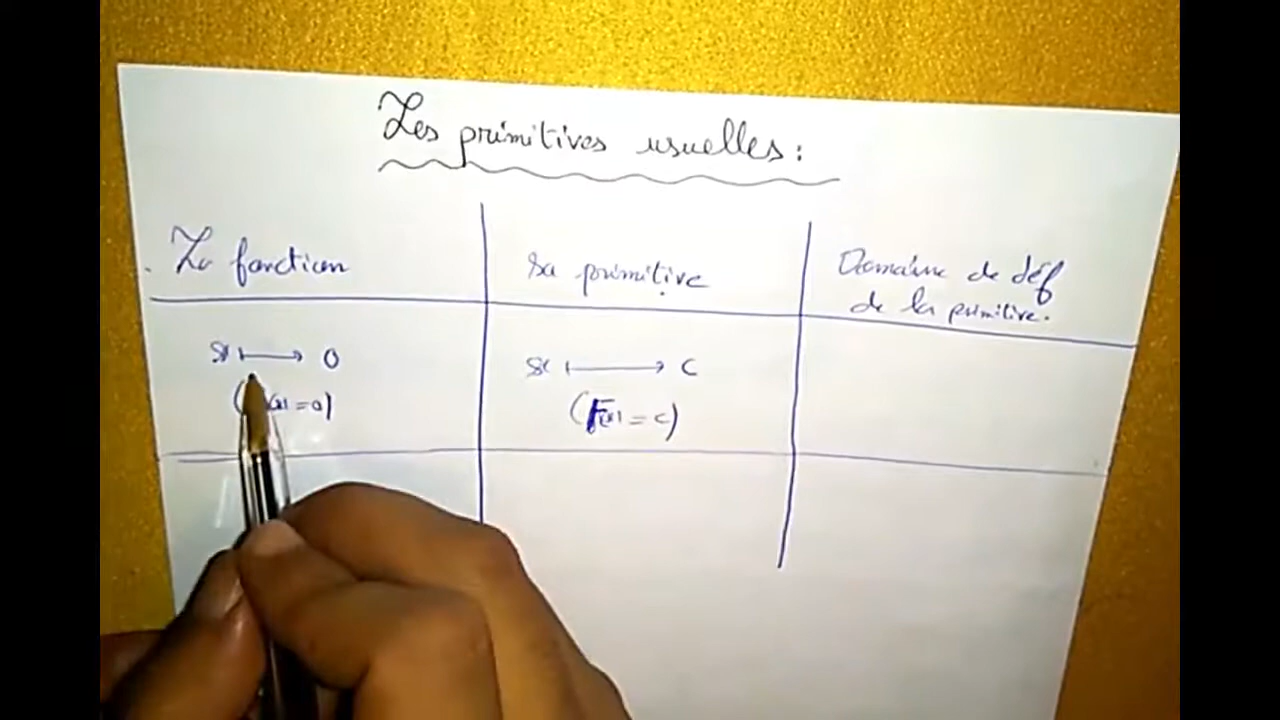 Les primitives usuelles :
La fonction
sa primitive
Domaine de déf
de la primitive.
x ⟼ 0
x ⟼ c
(F(x) = c)